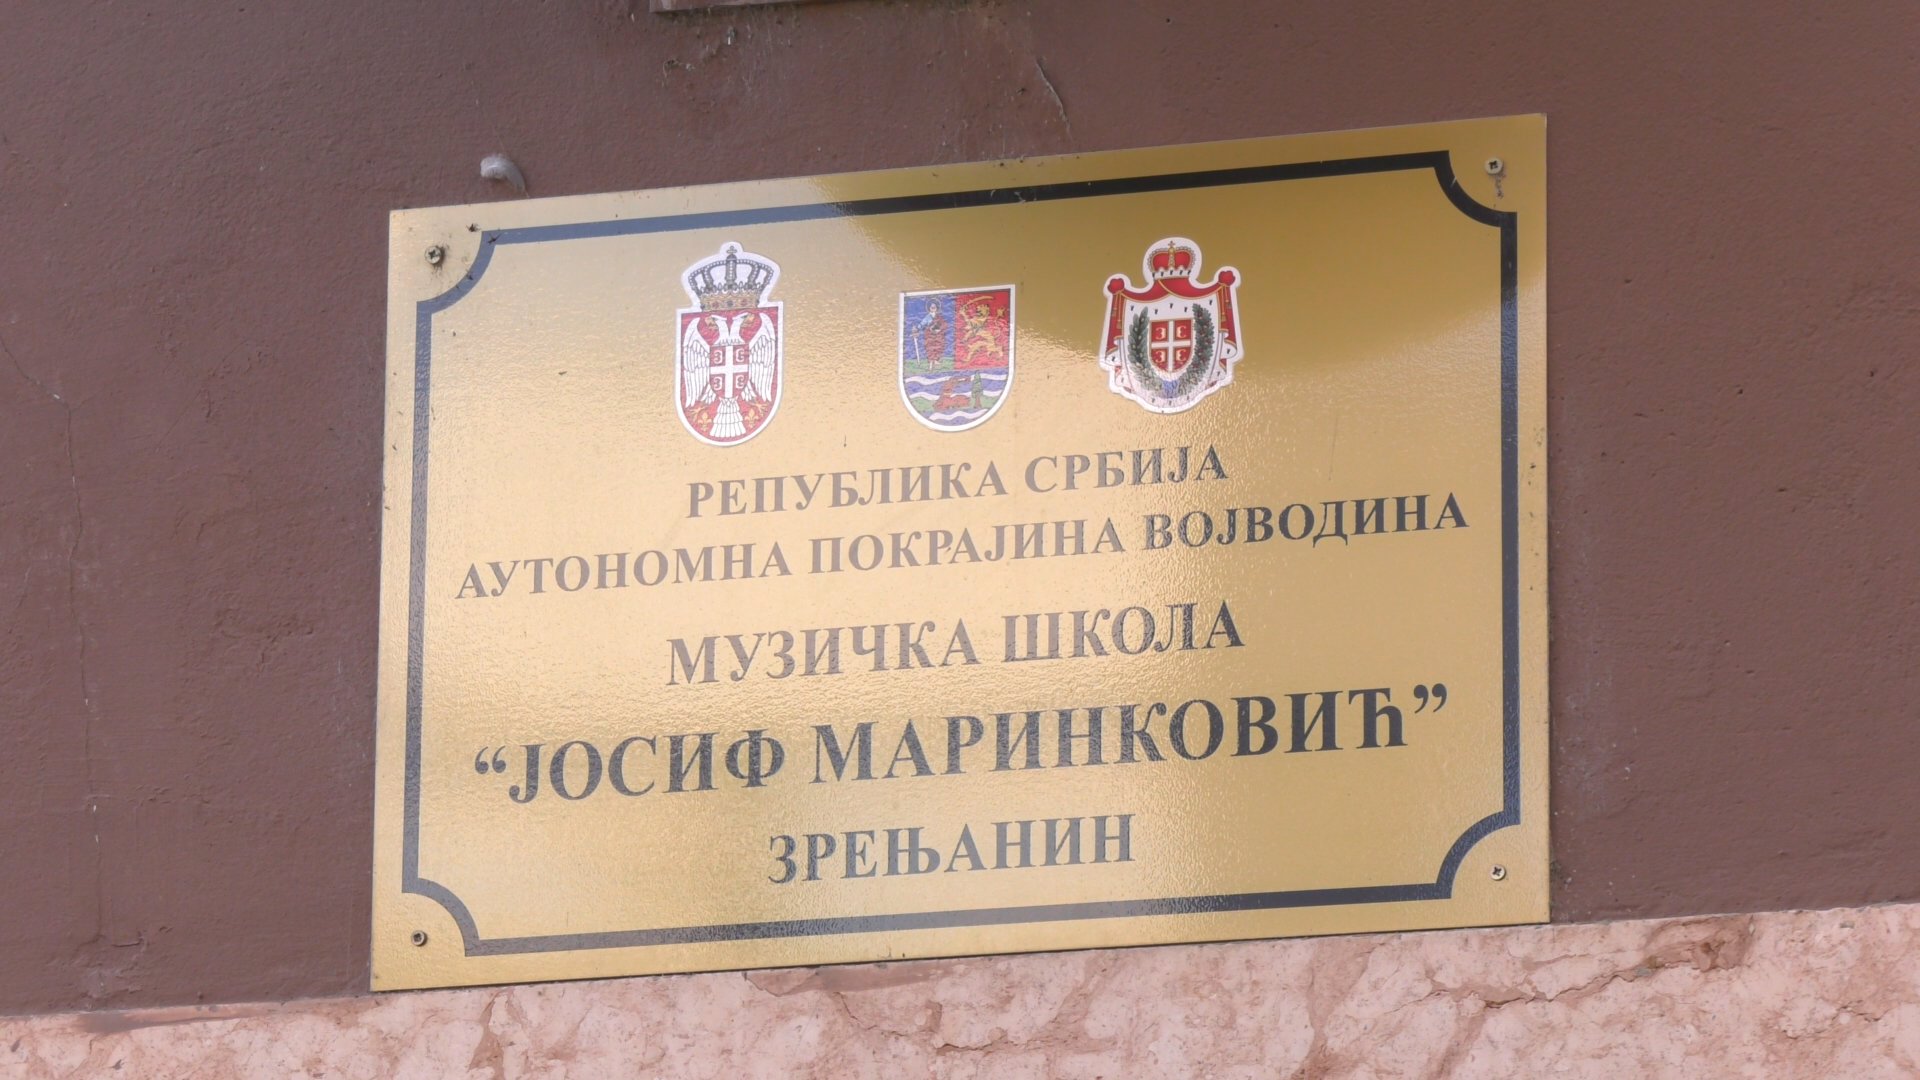 РЕПУБЛИКА СРБИЈА
АУТОНОМНА ПОКРАЈИНА ВОЈВОДИНА
МУЗИЧКА ШКОЛА
“ЈОСИФ МАРИНКОВИЋ”
ЗРЕЊАНИН